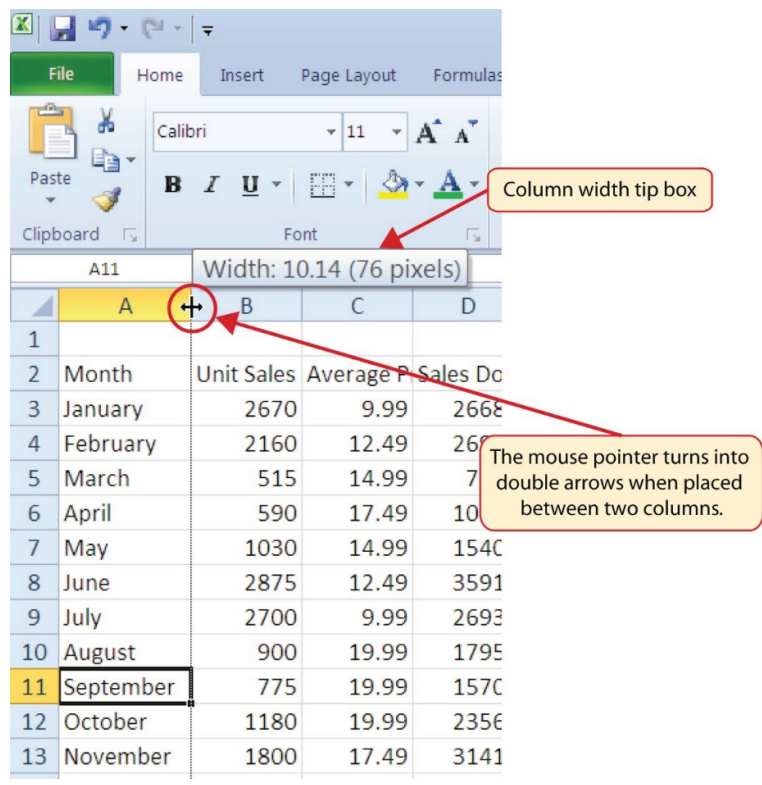 File Home Insert Page Layout Formulas
Calibri 11 A A
Paste B I U A
Clipboard Font
Column width tip box
A11 Width: 10.14 (76 pixels)
A B C D
1
2 Month Unit Sales Average P Sales Do
3 January 2670 9.99 2668
4 February 2160 12.49 26
The mouse pointer turns into
double arrows when placed
between two columns.
5 March 515 14.99 7
6 April 590 17.49 10
7 May 1030 14.99 1540
8 June 2875 12.49 3591
9 July 2700 9.99 2693
10 August 900 19.99 1795
11 September 775 19.99 1570
12 October 1180 19.99 2356
13 November 1800 17.49 3141